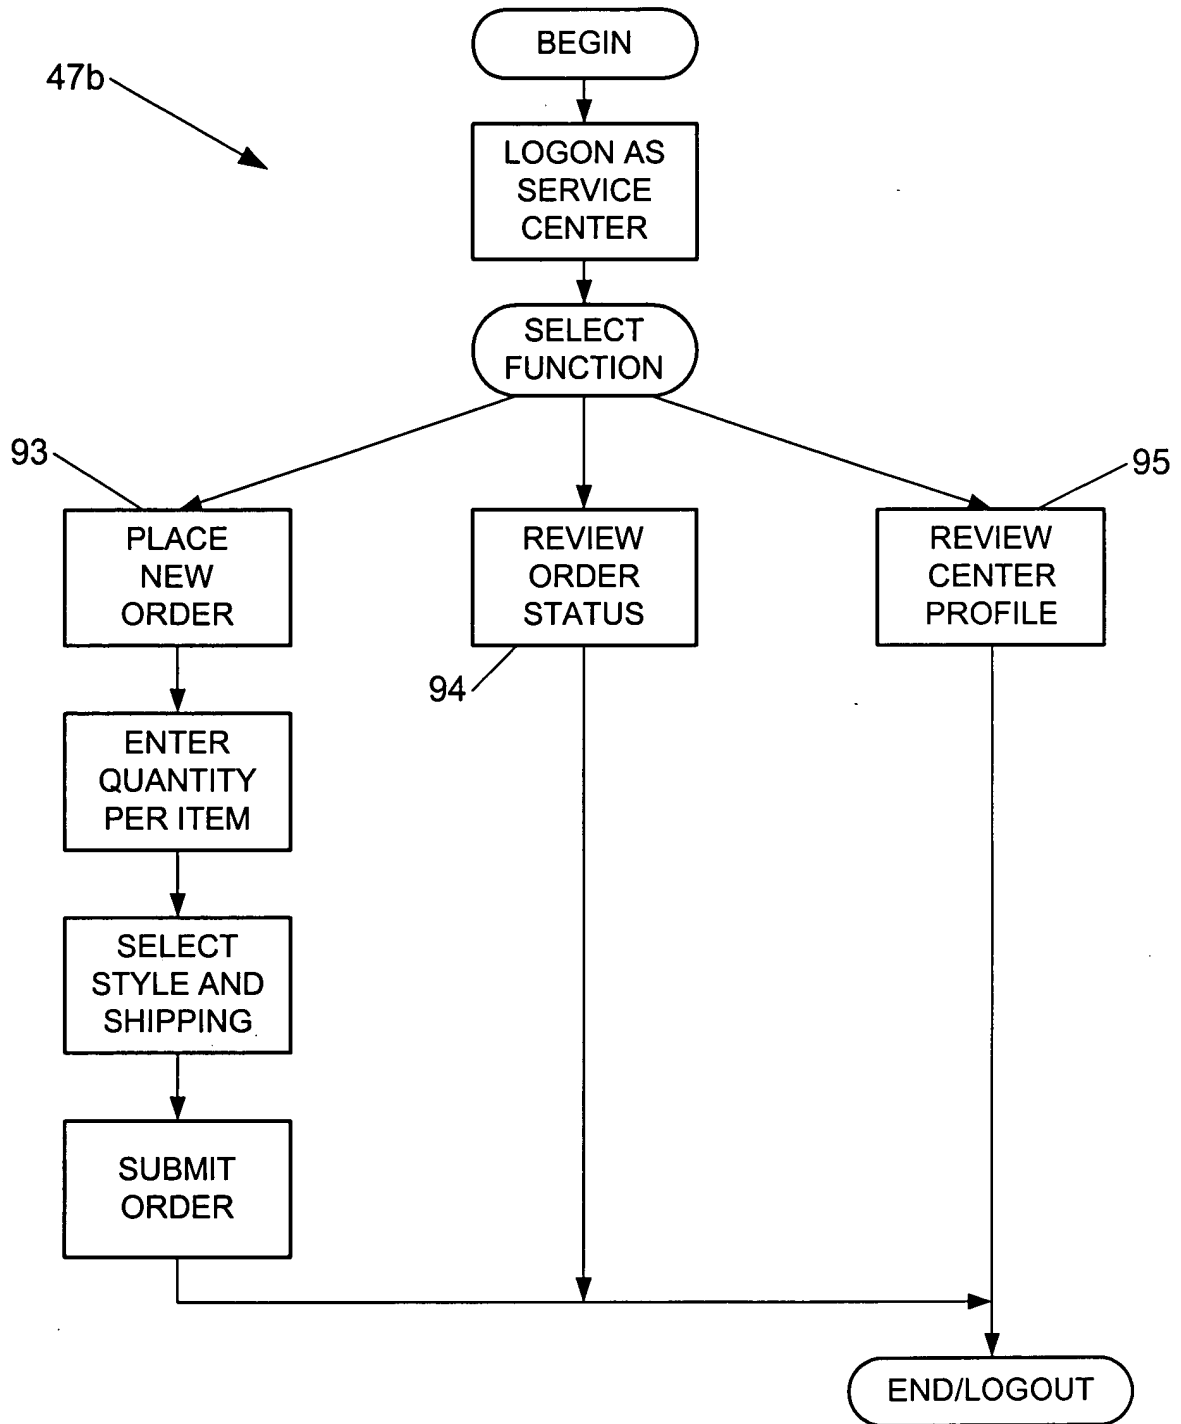 BEGIN
47b
LOGON AS
SERVICE
CENTER
SELECT
FUNCTION
93
95
PLACE
NEW
ORDER
REVIEW
ORDER
STATUS
REVIEW
CENTER
PROFILE
94
ENTER
QUANTITY
PER ITEM
SELECT
STYLE AND
SHIPPING
SUBMIT
ORDER
END/LOGOUT